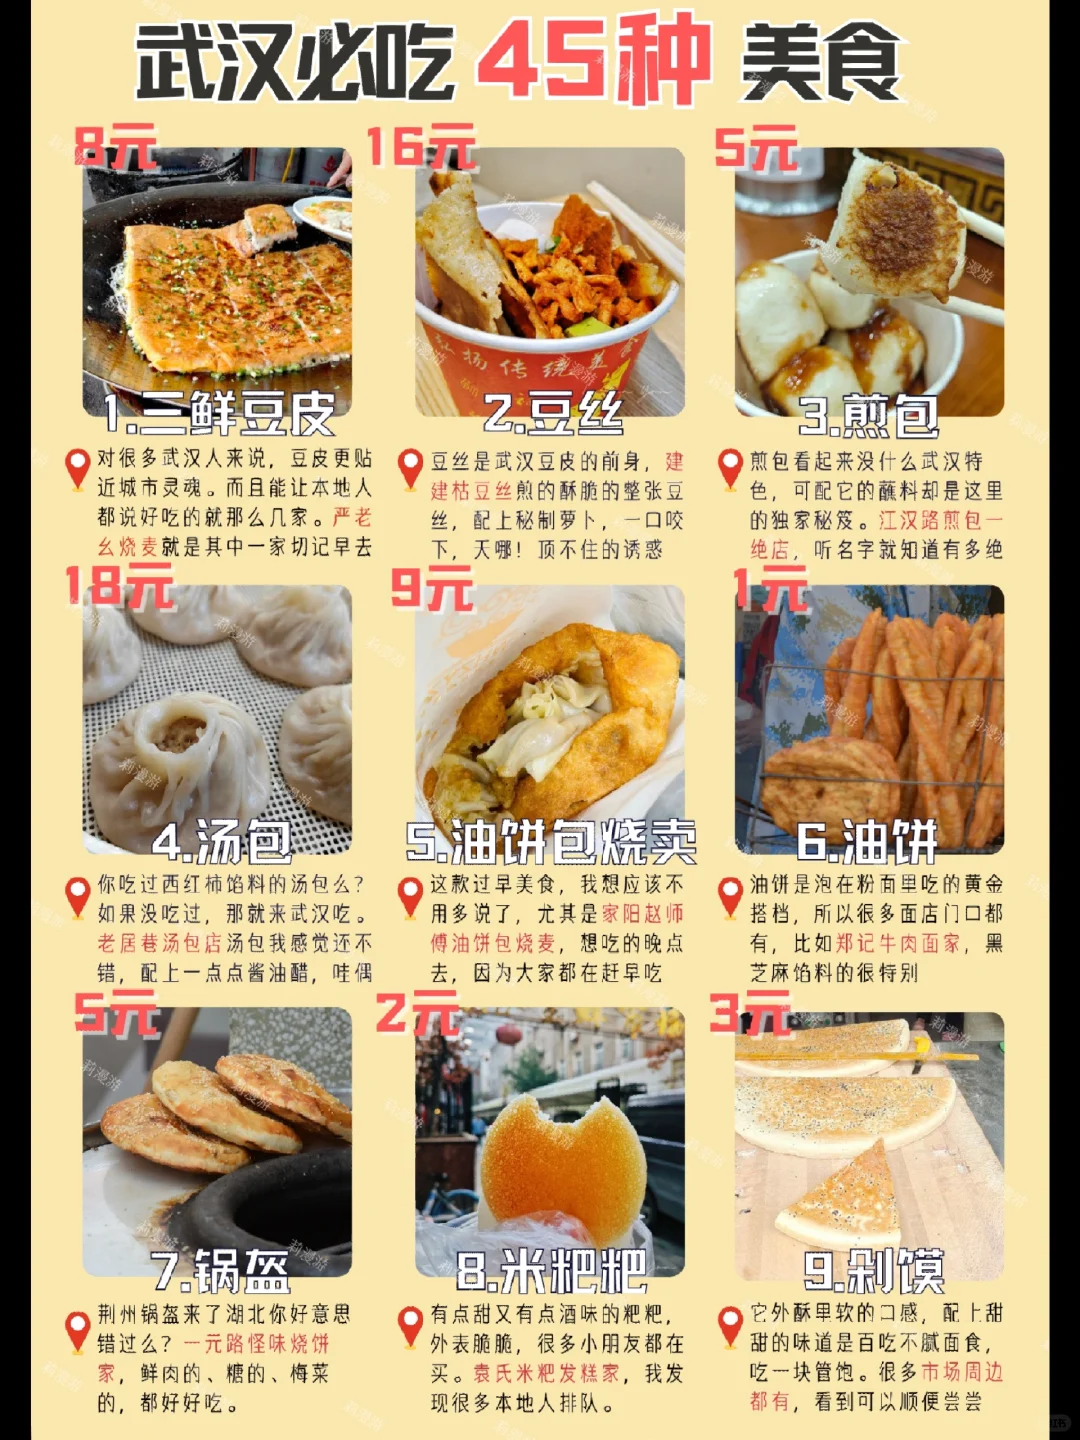 武汉必吃 45种 美食
8元
16元
5元
弘扬传统美食
1.三鲜豆皮
2.豆丝
3.煎包
对很多武汉人来说，豆皮更贴
近城市灵魂。而且能让本地人
都说好吃的就那么几家。严老
幺烧麦就是其中一家切记早去
豆丝是武汉豆皮的前身，建
建枯豆丝煎的酥脆的整张豆
丝，配上秘制萝卜，一口咬
下，天哪！顶不住的诱惑
煎包看起来没什么武汉特
色，可配它的蘸料却是这里
的独家秘笈。江汉路煎包一
绝店，听名字就知道有多绝
18元
9元
1元
4.汤包
5.油饼包烧卖
6.油饼
你吃过西红柿馅料的汤包么？
如果没吃过，那就来武汉吃。
老居巷汤包店汤包我感觉还不
错，配上一点点酱油醋，哇偶
这款过早美食，我想应该不
用多说了，尤其是家阳赵师
傅油饼包烧麦，想吃的晚点
去，因为大家都在赶早吃
油饼是泡在粉面里吃的黄金
搭档，所以很多面店门口都
有，比如郑记牛肉面家，黑
芝麻馅料的很特别
5元
2元
3元
7.锅盔
8.米粑粑
9.剁馍
荆州锅盔来了湖北你好意思
错过么？一元路怪味烧饼
家，鲜肉的、糖的、梅菜
的，都好好吃。
有点甜又有点酒味的粑粑，
外表脆脆，很多小朋友都在
买。袁氏米粑发糕家，我发
现很多本地人排队。
它外酥里软的口感，配上甜
甜的味道是百吃不腻面食，
吃一块管饱。很多市场周边
都有，看到可以顺便尝尝
莉漫游